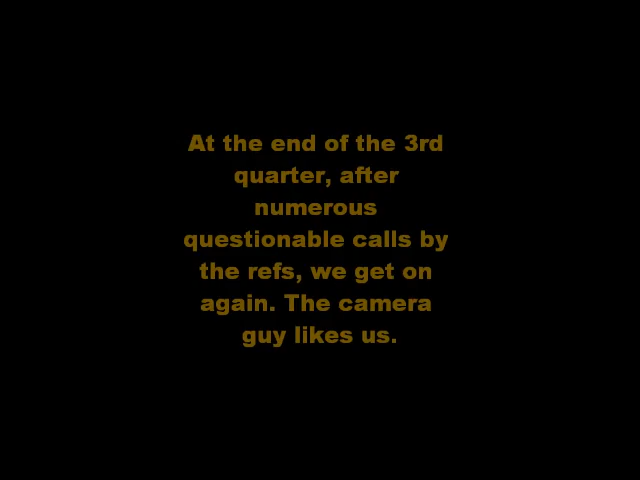 At the end of the 3rd
quarter, after
numerous
questionable calls by
the refs, we get on
again. The camera
guy likes us.